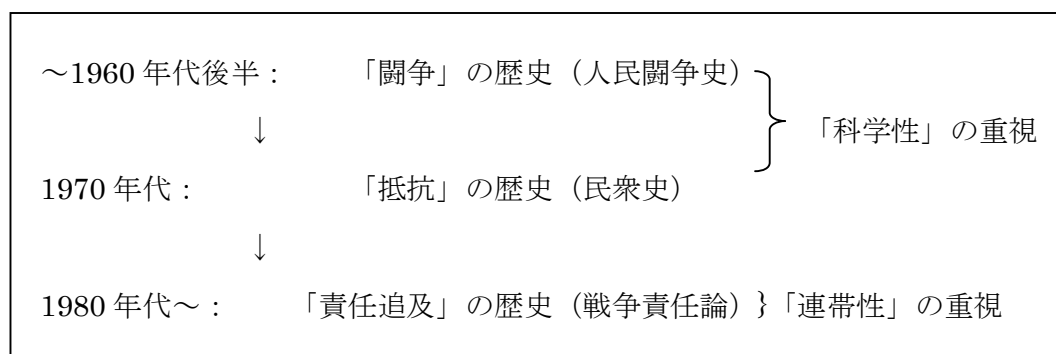 ～1960年代後半： 「闘争」の歴史（人民闘争史）
「科学性」の重視
↓
1970年代： 「抵抗」の歴史（民衆史）
↓
1980年代～： 「責任追及」の歴史（戦争責任論）}「連帯性」の重視